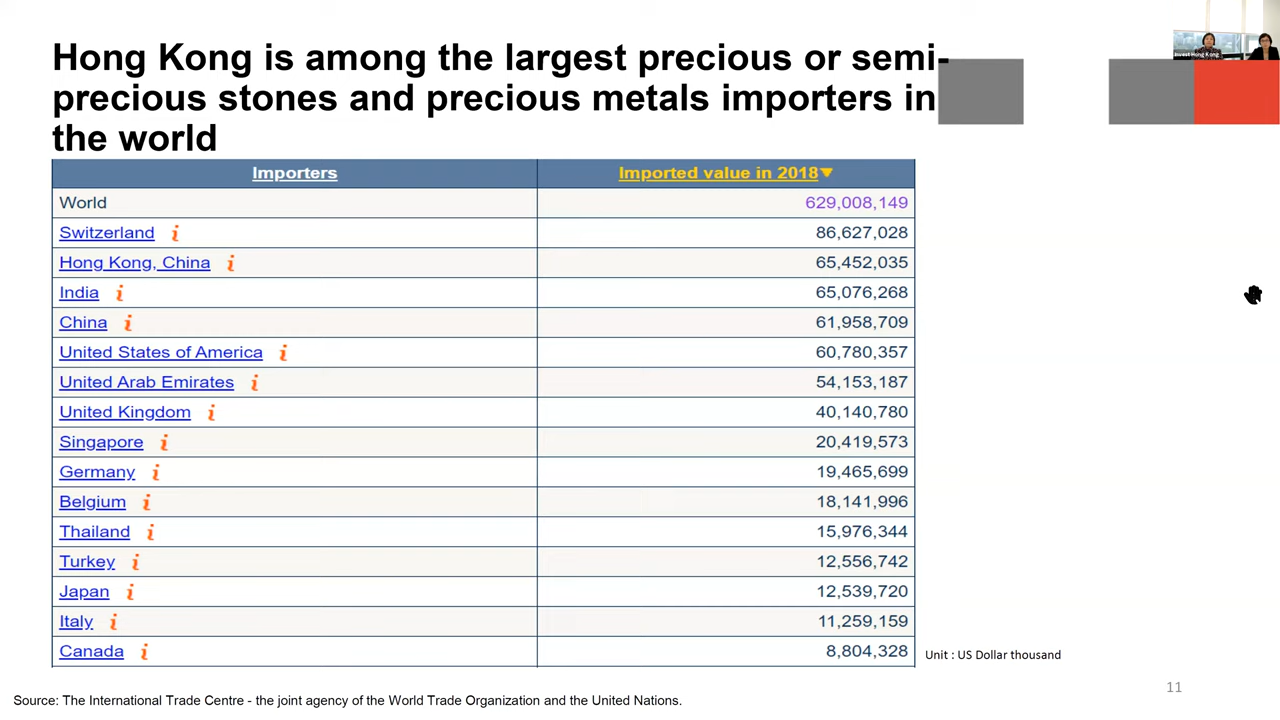 Hong Kong is among the largest precious or semi-
precious stones and precious metals importers in
the world
Invest Hong Kong
Importers Imported value in 2018▼
World 629,008,149
Switzerland i 86,627,028
Hong Kong, China i 65,452,035
India i 65,076,268
China i 61,958,709
United States of America i 60,780,357
United Arab Emirates i 54,153,187
United Kingdom i 40,140,780
Singapore i 20,419,573
Germany i 19,465,699
Belgium i 18,141,996
Thailand i 15,976,344
Turkey i 12,556,742
Japan i 12,539,720
Italy i 11,259,159
Canada i 8,804,328
Unit : US Dollar thousand
11
Source: The International Trade Centre - the joint agency of the World Trade Organization and the United Nations.